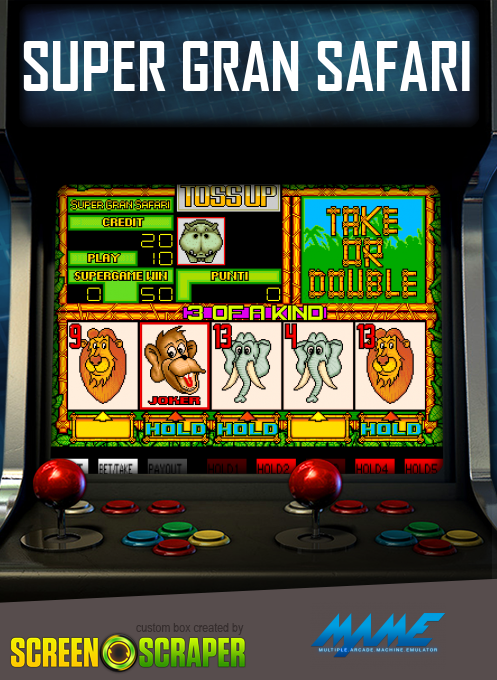 SUPER GRAN SAFARI
SUPER GRAN SAFARI
TOSSUP
CREDIT
20
PLAY 10
SUPERGAME WIN
0 50
PUNTI
0
TAKE
OR
DOUBLE
3 OF A KIND
9 13 4 13
JOKER
HOLD HOLD HOLD
BET/TAKE PAYOUT HOLD1 HOLD2 HOLD4 HOLD5
custom box created by
SCREEN SCRAPER
MAME
MULTIPLE ARCADE MACHINE EMULATOR